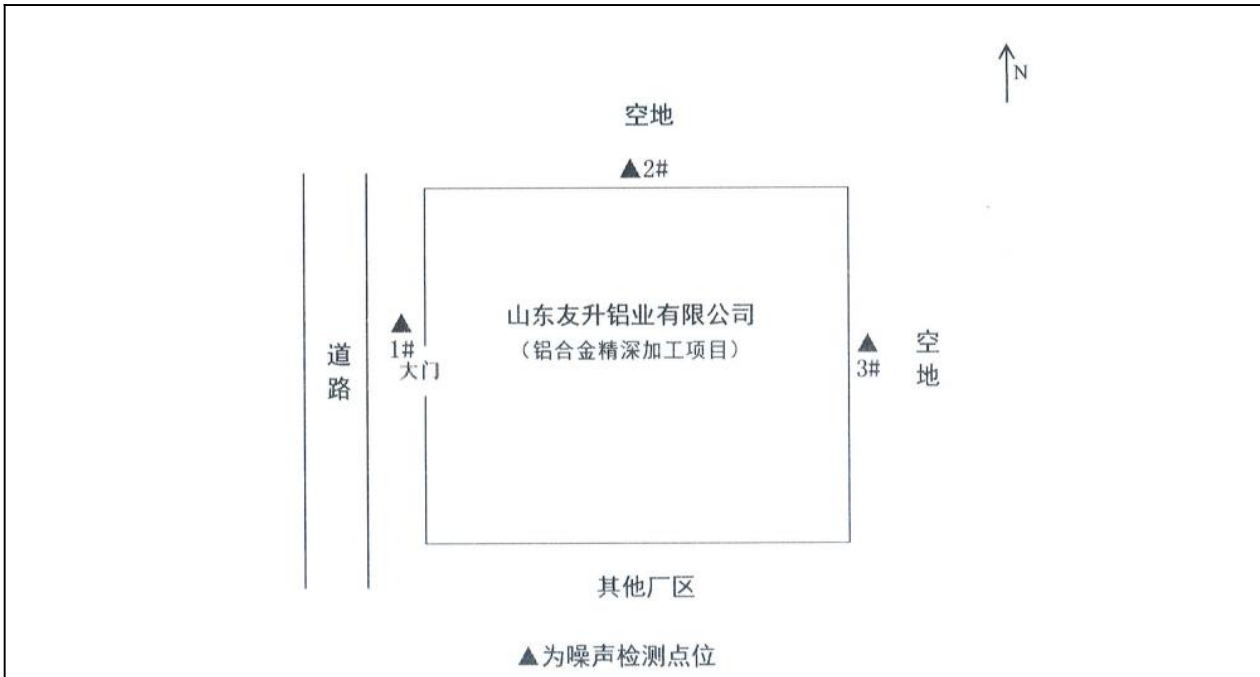 N
空地
▲2#
山东友升铝业有限公司
（铝合金精深加工项目）
▲
1#
大门
道路
▲
3#
空地
其他厂区
▲为噪声检测点位